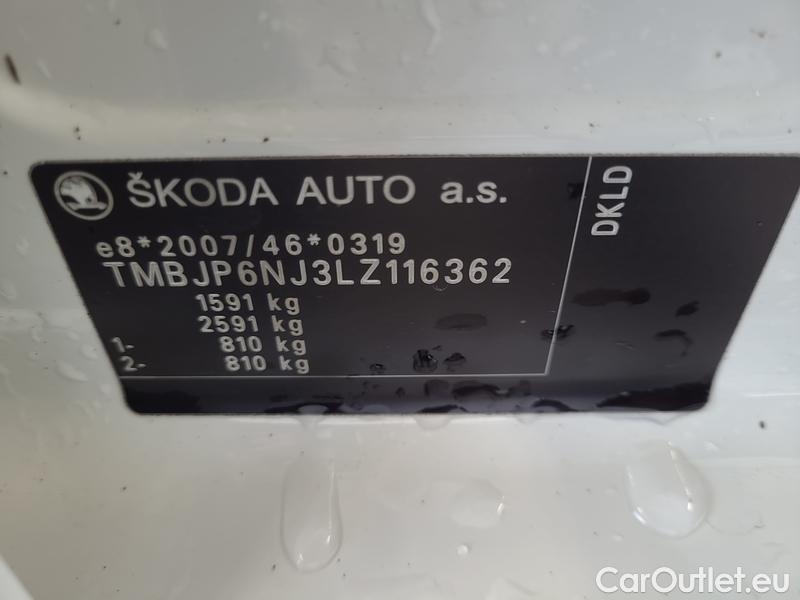 ŠKODA AUTO a.s.
e8*2007/46*0319
TMBJP6NJ3LZ116362
1591 kg
2591 kg
1- 810 kg
2- 810 kg
DKLD
CarOutlet.eu